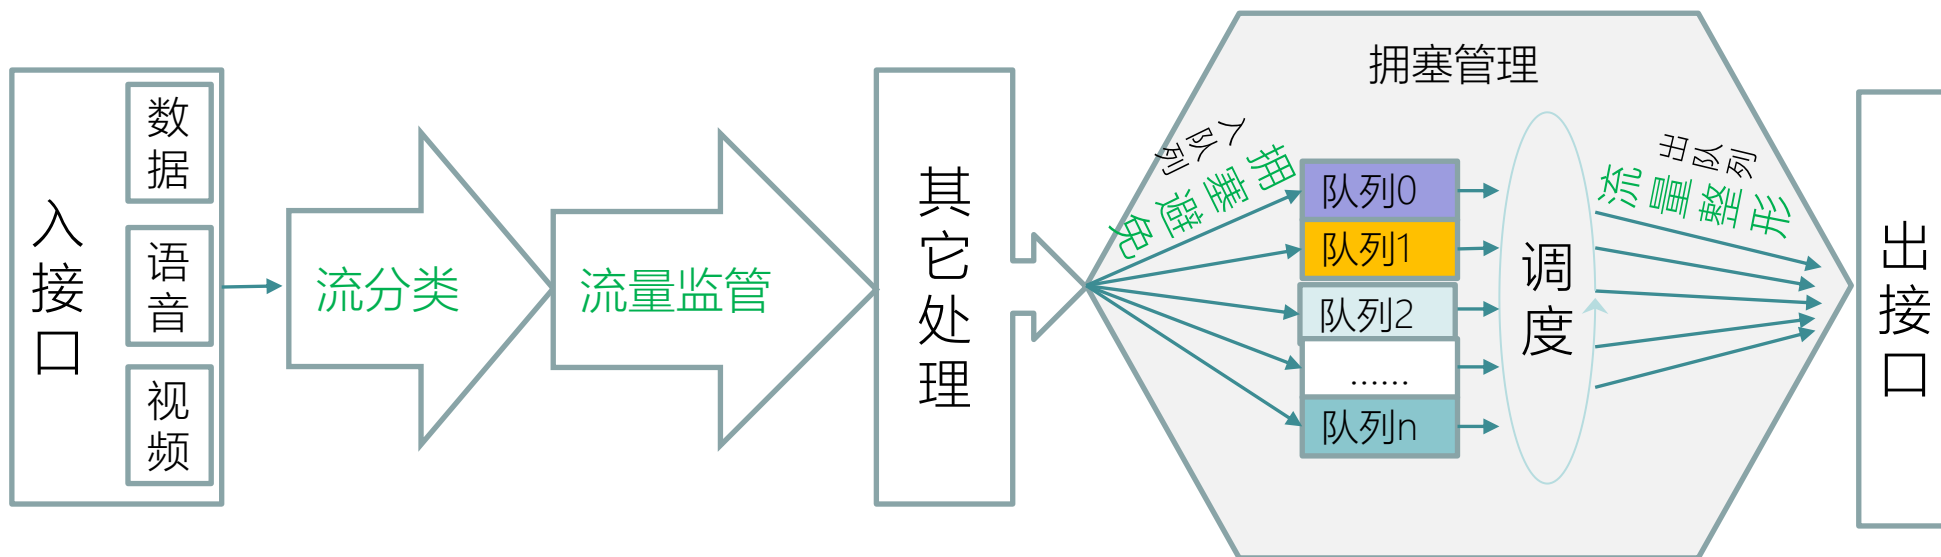 入接口
数据
语音
视频
流分类
流量监管
其它处理
拥塞管理
入队列
拥塞避免
队列0
队列1
队列2
......
队列n
调度
出队列
流量整形
出接口